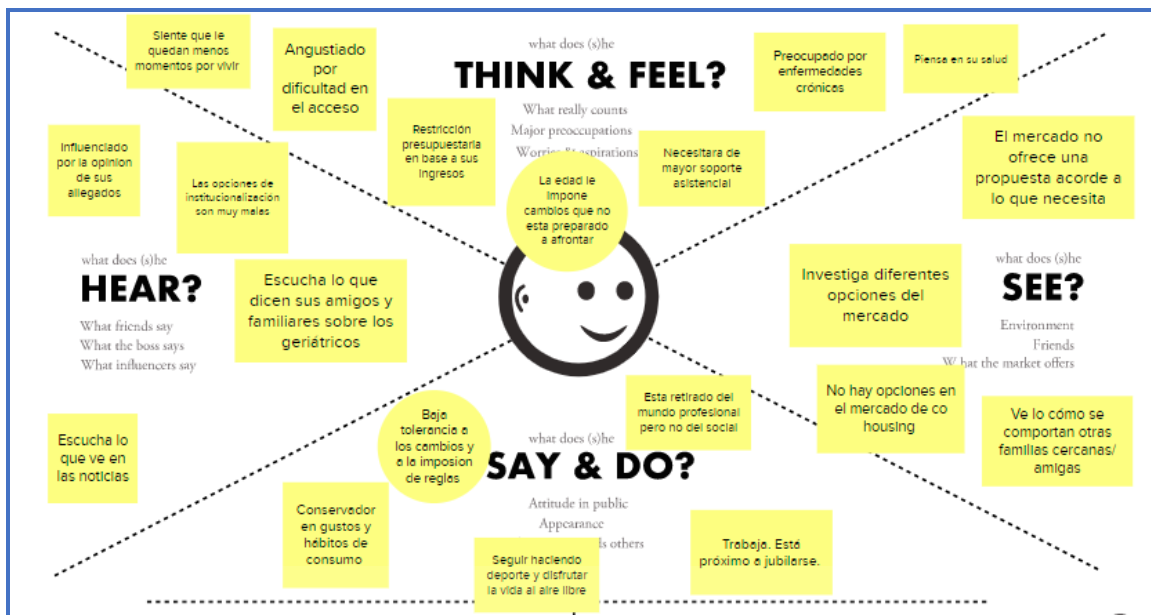 Siente que le
quedan menos
momentos por vivir
Angustiado
por
dificultad en
el acceso
what does (s)he
THINK & FEEL?
What really counts
Major preoccupations
Worries & aspirations
Restricción
presupuestaria
en base a sus
ingresos
La edad le
impone
cambios que no
esta preparado
a afrontar
Necesitara de
mayor soporte
asistencial
Preocupado por
enfermedades
crónicas
Piensa en su salud
Influenciado
por la opinion
de sus
allegados
Las opciones de
institucionalización
son muy malas
what does (s)he
HEAR?
What friends say
What the boss says
What influencers say
Escucha lo que
dicen sus amigos y
familiares sobre los
geriátricos
Escucha lo
que ve en
las noticias
El mercado no
ofrece una
propuesta acorde a
lo que necesita
Investiga diferentes
opciones del
mercado
what does (s)he
SEE?
Environment
Friends
What the market offers
No hay opciones en
el mercado de co
housing
Ve lo cómo se
comportan otras
familias cercanas/
amigas
Baja
tolerancia a
los cambios y
a la imposion
de reglas
Esta retirado del
mundo profesional
pero no del social
what does (s)he
SAY & DO?
Attitude in public
Appearance
others
Conservador
en gustos y
hábitos de
consumo
Seguir haciendo
deporte y disfrutar
la vida al aire libre
Trabaja. Está
próximo a jubilarse.